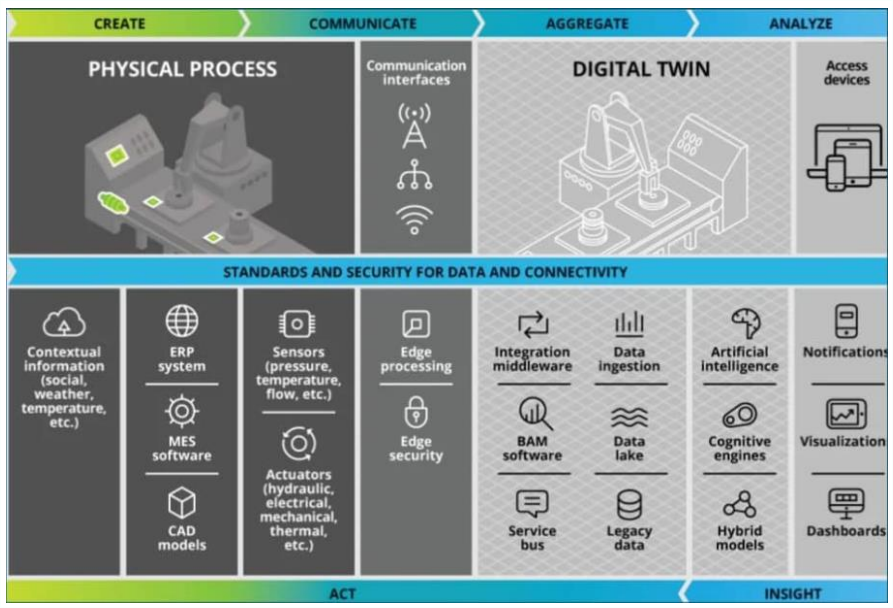 CREATE
COMMUNICATE
AGGREGATE
ANALYZE
PHYSICAL PROCESS
Communication
interfaces
DIGITAL TWIN
Access
devices
STANDARDS AND SECURITY FOR DATA AND CONNECTIVITY
Contextual
information
(social,
weather,
temperature,
etc.)
ERP
system
MES
software
CAD
models
Sensors
(pressure,
temperature,
flow, etc.)
Actuators
(hydraulic,
electrical,
mechanical,
thermal,
etc.)
Edge
processing
Edge
security
Integration
middleware
BAM
software
Service
bus
Data
ingestion
Data
lake
Legacy
data
Artificial
intelligence
Cognitive
engines
Hybrid
models
Notifications
Visualization
Dashboards
ACT
INSIGHT